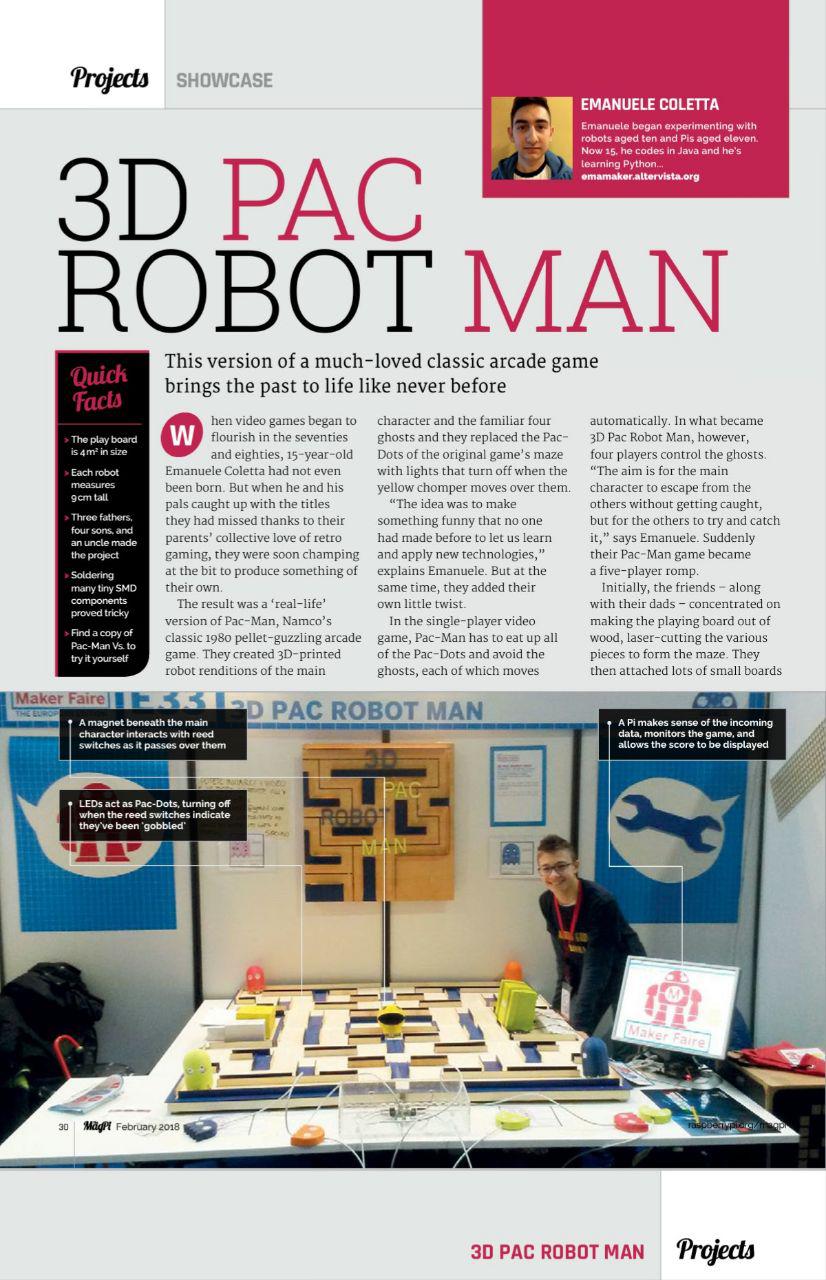 Projects
SHOWCASE
EMANUELE COLETTA
Emanuele began experimenting with
robots aged ten and Pis aged eleven.
Now 15, he codes in Java and he's
learning Python...
emamaker.altervista.org
3D PAC
ROBOT MAN
This version of a much-loved classic arcade game
brings the past to life like never before
Quick
Facts
> The play board
is 4m² in size
> Each robot
measures
9cm tall
> Three fathers,
four sons, and
an uncle made
the project
> Soldering
many tiny SMD
components
proved tricky
> Find a copy of
Pac-Man Vs. to
try it yourself
When video games began to
flourish in the seventies
and eighties, 15-year-old
Emanuele Coletta had not even
been born. But when he and his
pals caught up with the titles
they had missed thanks to their
parents' collective love of retro
gaming, they were soon champing
at the bit to produce something of
their own.
The result was a 'real-life'
version of Pac-Man, Namco's
classic 1980 pellet-guzzling arcade
game. They created 3D-printed
robot renditions of the main
character and the familiar four
ghosts and they replaced the Pac-
Dots of the original game's maze
with lights that turn off when the
yellow chomper moves over them.
"The idea was to make
something funny that no one
had made before to let us learn
and apply new technologies,"
explains Emanuele. But at the
same time, they added their
own little twist.
In the single-player video
game, Pac-Man has to eat up all
of the Pac-Dots and avoid the
ghosts, each of which moves
automatically. In what became
3D Pac Robot Man, however,
four players control the ghosts.
"The aim is for the main
character to escape from the
others without getting caught,
but for the others to try and catch
it," says Emanuele. Suddenly
their Pac-Man game became
a five-player romp.
Initially, the friends – along
with their dads – concentrated on
making the playing board out of
wood, laser-cutting the various
pieces to form the maze. They
then attached lots of small boards
Maker Faire
THE EUROP
E33
3D PAC ROBOT MAN
A magnet beneath the main
character interacts with reed
switches as it passes over them
A Pi makes sense of the incoming
data, monitors the game, and
allows the score to be displayed
LEDs act as Pac-Dots, turning off
when the reed switches indicate
they've been 'gobbled'
3D
PAC
ROBOT
MAN
M
Maker Faire
30
MagPi February 2018
raspberrypi.org/magpi
3D PAC ROBOT MAN
Projects